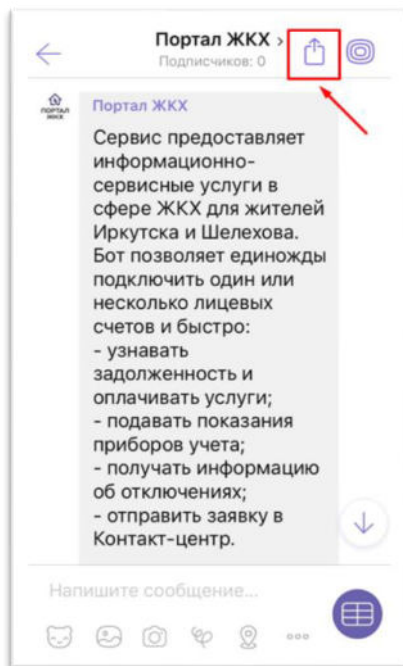 Портал ЖКХ ›
Подписчиков: 0
ПОРТАЛ
ЖКХ
Портал ЖКХ
Сервис предоставляет
информационно-
сервисные услуги в
сфере ЖКХ для жителей
Иркутска и Шелехова.
Бот позволяет единожды
подключить один или
несколько лицевых
счетов и быстро:
- узнавать
задолженность и
оплачивать услуги;
- подавать показания
приборов учета;
- получать информацию
об отключениях;
- отправить заявку в
Контакт-центр.
Напишите сообщение...